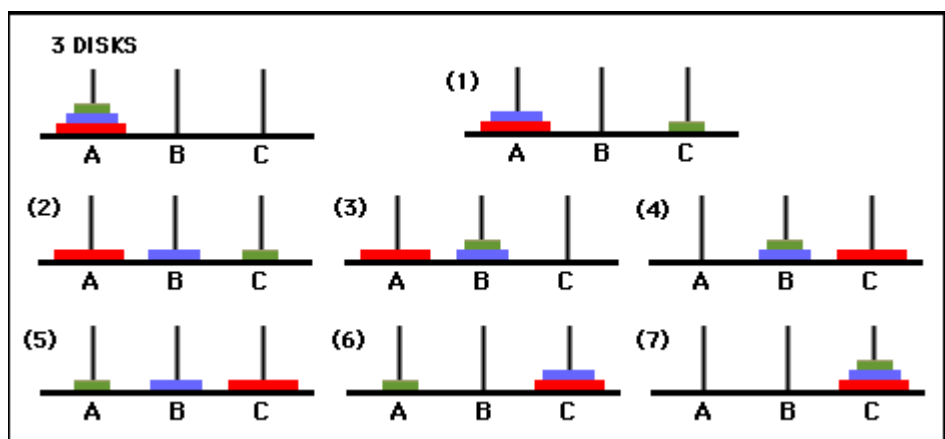 3 DISKS
A B C
(1)
A B C
(2)
A B C
(3)
A B C
(4)
A B C
(5)
A B C
(6)
A B C
(7)
A B C